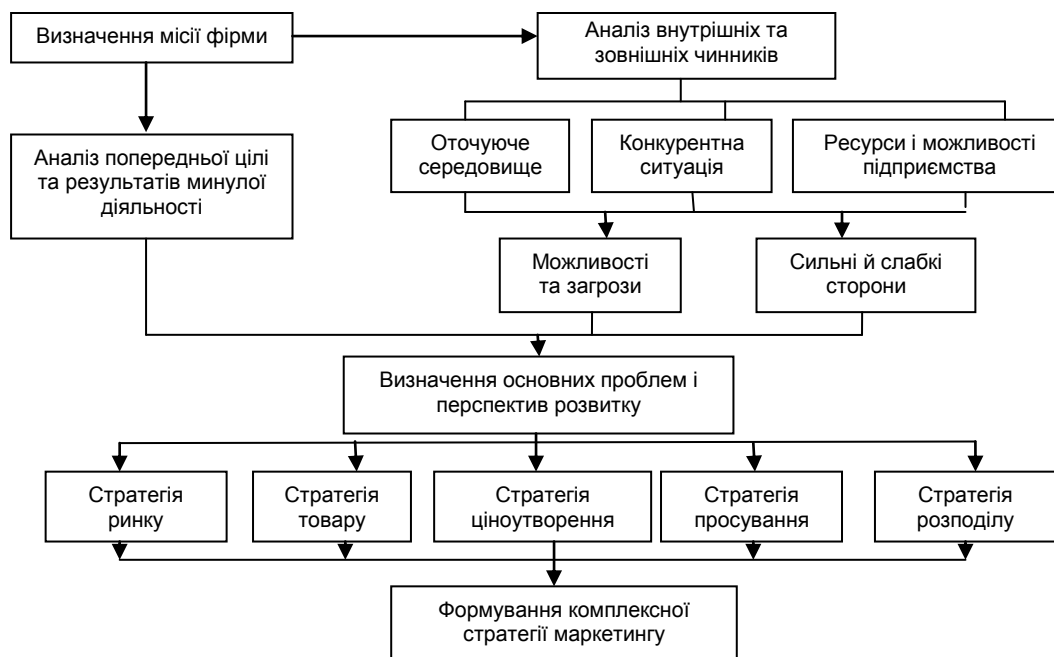 Визначення місії фірми
Аналіз внутрішніх та
зовнішніх чинників
Аналіз попередньої цілі
та результатів минулої
діяльності
Оточуюче
середовище
Конкурентна
ситуація
Ресурси і можливості
підприємства
Можливості
та загрози
Сильні й слабкі
сторони
Визначення основних проблем і
перспектив розвитку
Стратегія
ринку
Стратегія
товару
Стратегія
ціноутворення
Стратегія
просування
Стратегія
розподілу
Формування комплексної
стратегії маркетингу